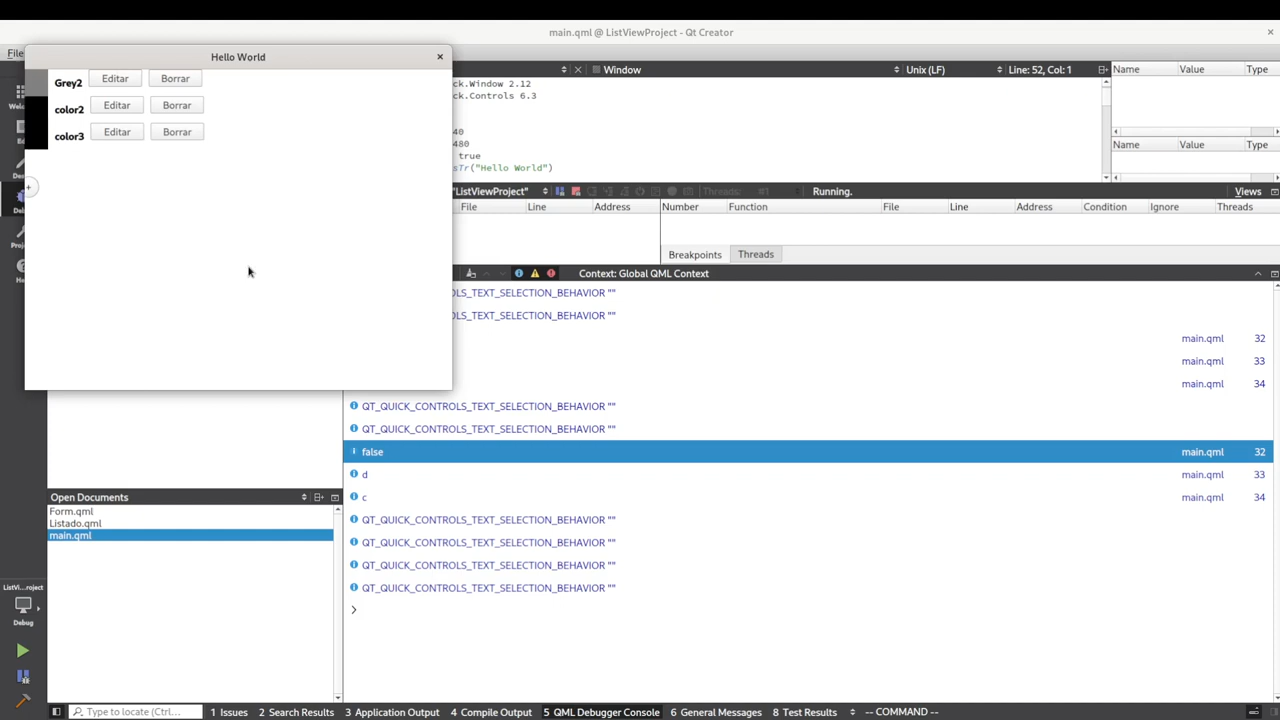 main.qml @ ListViewProject - Qt Creator
×
File
Hello World
×
Window
Unix (LF)
Line: 52, Col: 1
Name Value Type
Grey2 Editar Borrar
color2 Editar Borrar
color3 Editar Borrar
+
ck.Window 2.12
ck.Controls 6.3
40
480
true
sTr("Hello World")
Name Value Type
"ListViewProject"
Threads: #1
Running.
Views
File Line Address
Number Function File Line Address Condition Ignore Threads
Breakpoints Threads
Context: Global QML Context
LS_TEXT_SELECTION_BEHAVIOR ""
LS_TEXT_SELECTION_BEHAVIOR ""
main.qml 32
main.qml 33
main.qml 34
QT_QUICK_CONTROLS_TEXT_SELECTION_BEHAVIOR ""
QT_QUICK_CONTROLS_TEXT_SELECTION_BEHAVIOR ""
false main.qml 32
d main.qml 33
c main.qml 34
QT_QUICK_CONTROLS_TEXT_SELECTION_BEHAVIOR ""
QT_QUICK_CONTROLS_TEXT_SELECTION_BEHAVIOR ""
QT_QUICK_CONTROLS_TEXT_SELECTION_BEHAVIOR ""
QT_QUICK_CONTROLS_TEXT_SELECTION_BEHAVIOR ""
>
Open Documents
Form.qml
Listado.qml
main.qml
ListVi...roject
Debug
Type to locate (Ctrl...
1 Issues 2 Search Results 3 Application Output 4 Compile Output 5 QML Debugger Console 6 General Messages 8 Test Results -- COMMAND --